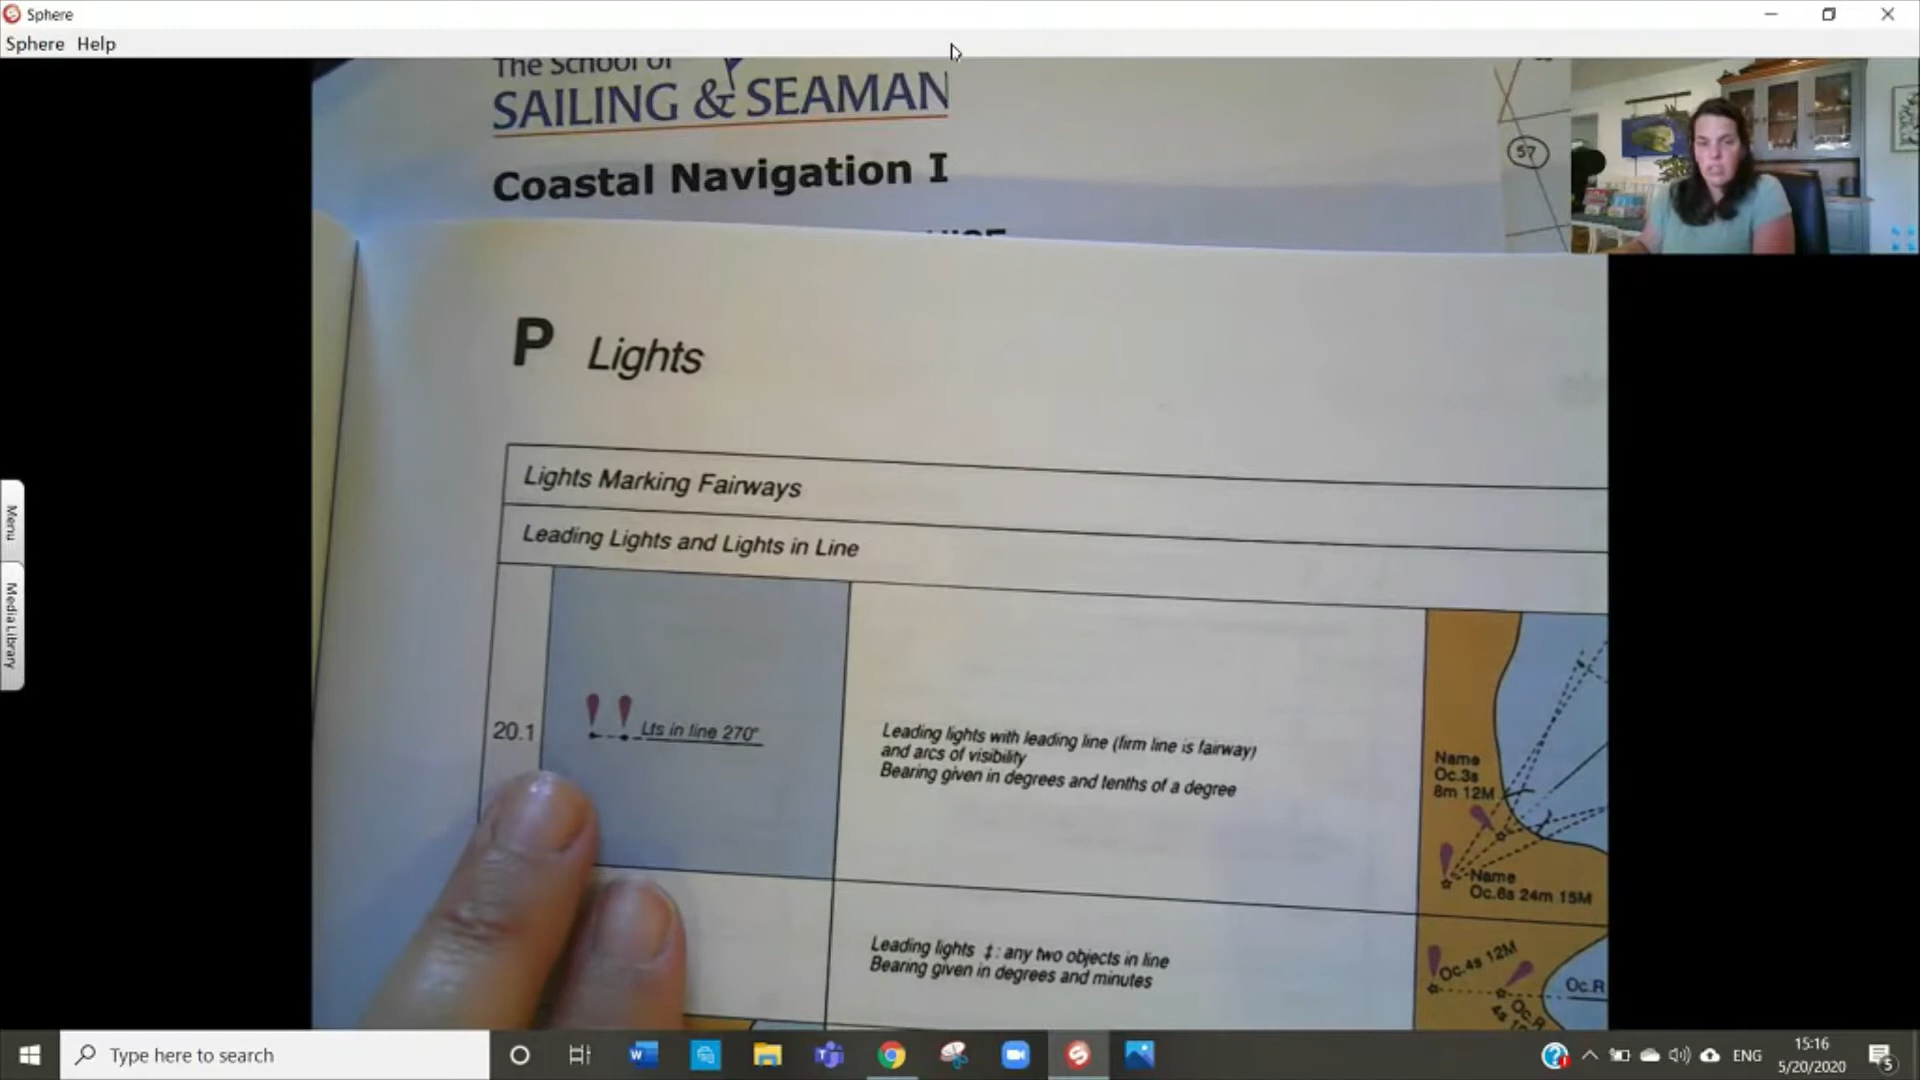 Sphere
Sphere Help
The School of
SAILING & SEAMAN
Coastal Navigation I
57
P Lights
Lights Marking Fairways
Leading Lights and Lights in Line
20.1
Lts in line 270°
Leading lights with leading line (firm line is fairway)
and arcs of visibility
Bearing given in degrees and tenths of a degree
Name
Oc.3s
8m 12M
Name
Oc.6s 24m 15M
Leading lights ‡: any two objects in line
Bearing given in degrees and minutes
Oc.4s 12M
Oc.R
Oc.R
Menu
Media Library
Type here to search
ENG
15:16
5/20/2020
5